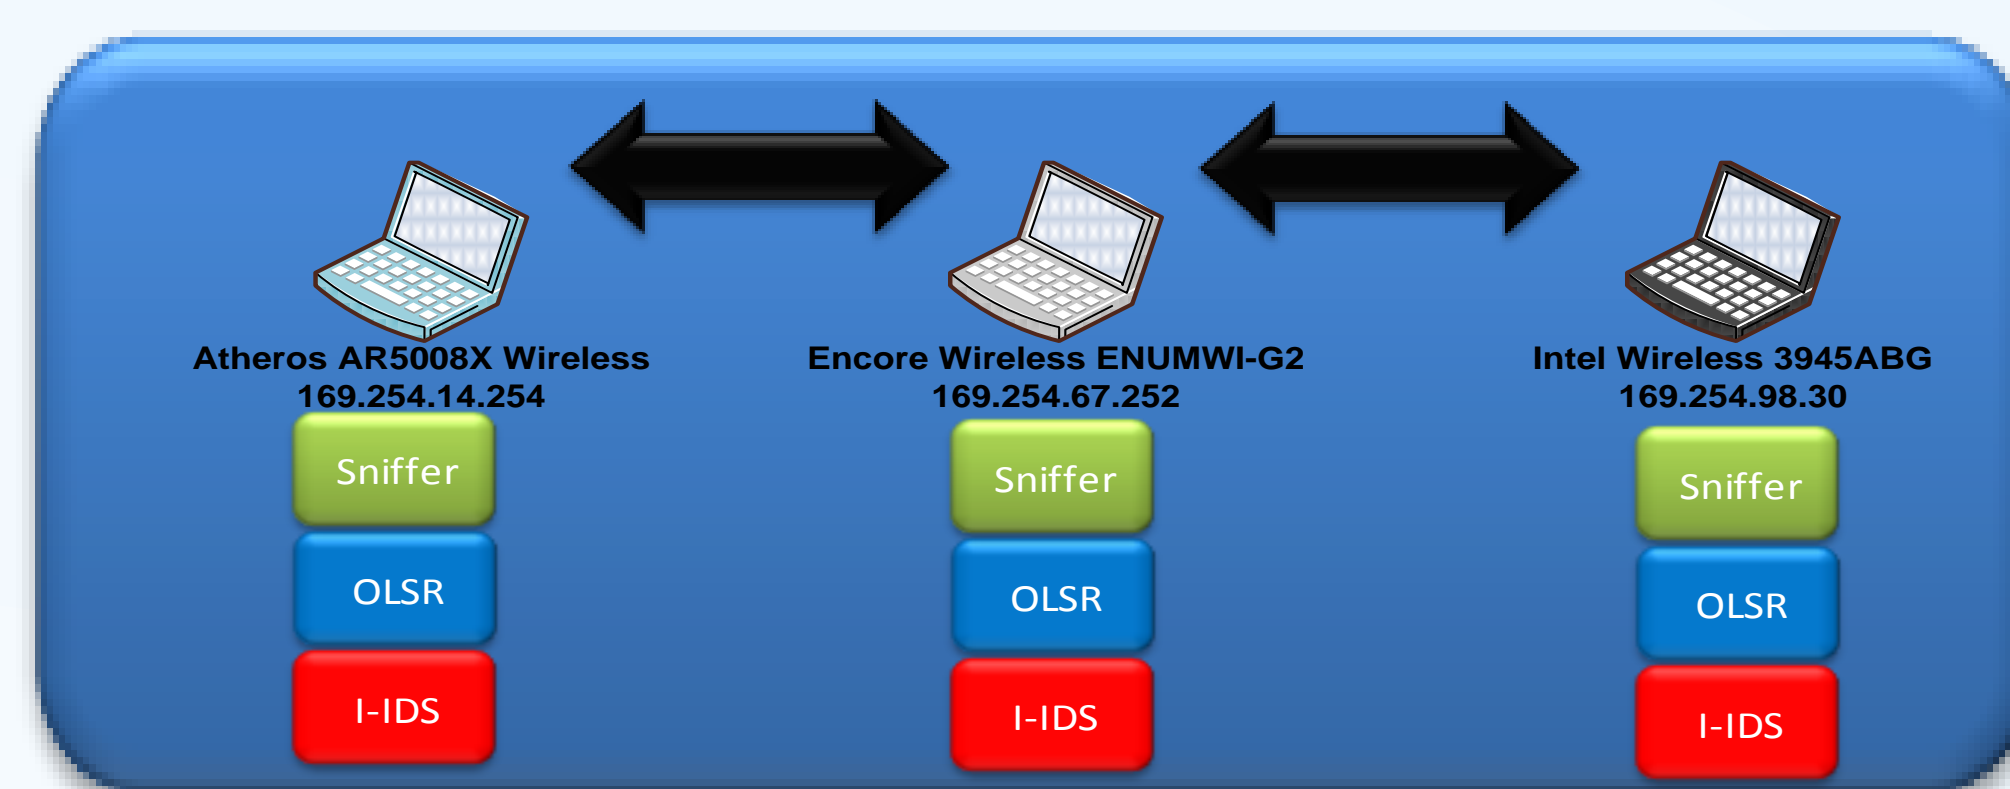 Atheros AR5008X Wireless
169.254.14.254
Sniffer
OLSR
I-IDS
Encore Wireless ENUMWI-G2
169.254.67.252
Sniffer
OLSR
I-IDS
Intel Wireless 3945ABG
169.254.98.30
Sniffer
OLSR
I-IDS